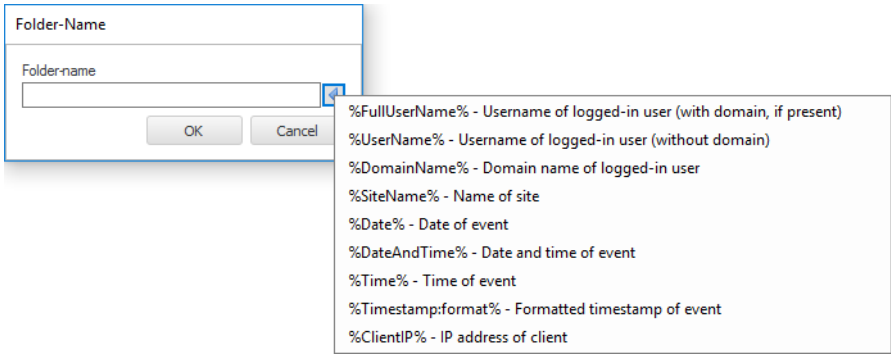 Folder-Name
Folder-name
OK
Cancel
%FullUserName% - Username of logged-in user (with domain, if present)
%UserName% - Username of logged-in user (without domain)
%DomainName% - Domain name of logged-in user
%SiteName% - Name of site
%Date% - Date of event
%DateAndTime% - Date and time of event
%Time% - Time of event
%Timestamp:format% - Formatted timestamp of event
%ClientIP% - IP address of client